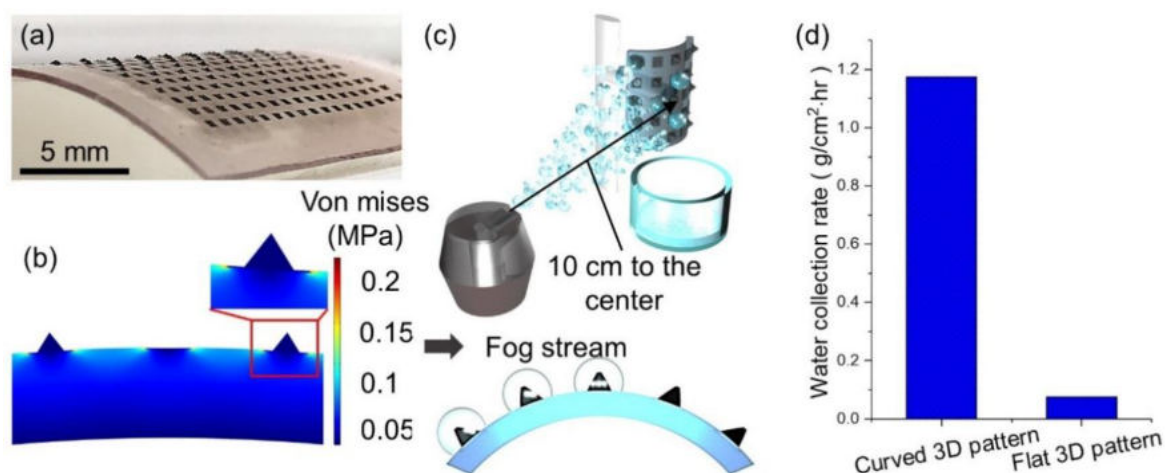 (a)
5 mm
(b)
Von mises
(MPa)
0.2
0.15
0.1
0.05
(c)
10 cm to the
center
Fog stream
(d)
Water collection rate ( g/cm²·hr)
1.2
1.0
0.8
0.6
0.4
0.2
0.0
Curved 3D pattern
Flat 3D pattern